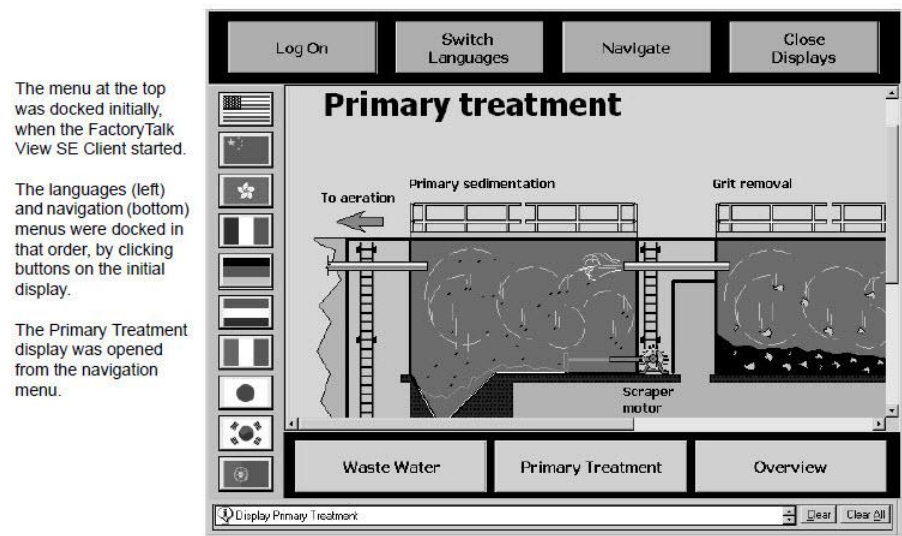 The menu at the top
was docked initially,
when the FactoryTalk
View SE Client started.
The languages (left)
and navigation (bottom)
menus were docked in
that order, by clicking
buttons on the initial
display.
The Primary Treatment
display was opened
from the navigation
menu.
Log On
Switch
Languages
Navigate
Close
Displays
Primary treatment
Primary sedimentation
Grit removal
To aeration
Scraper
motor
Waste Water
Primary Treatment
Overview
Display Primary Treatment
Clear
Clear All